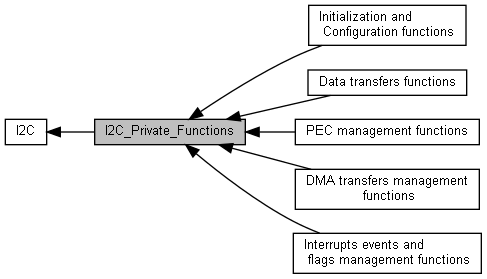 Initialization and
Configuration functions
Data transfers functions
I2C
I2C_Private_Functions
PEC management functions
DMA transfers management
functions
Interrupts events and
flags management functions